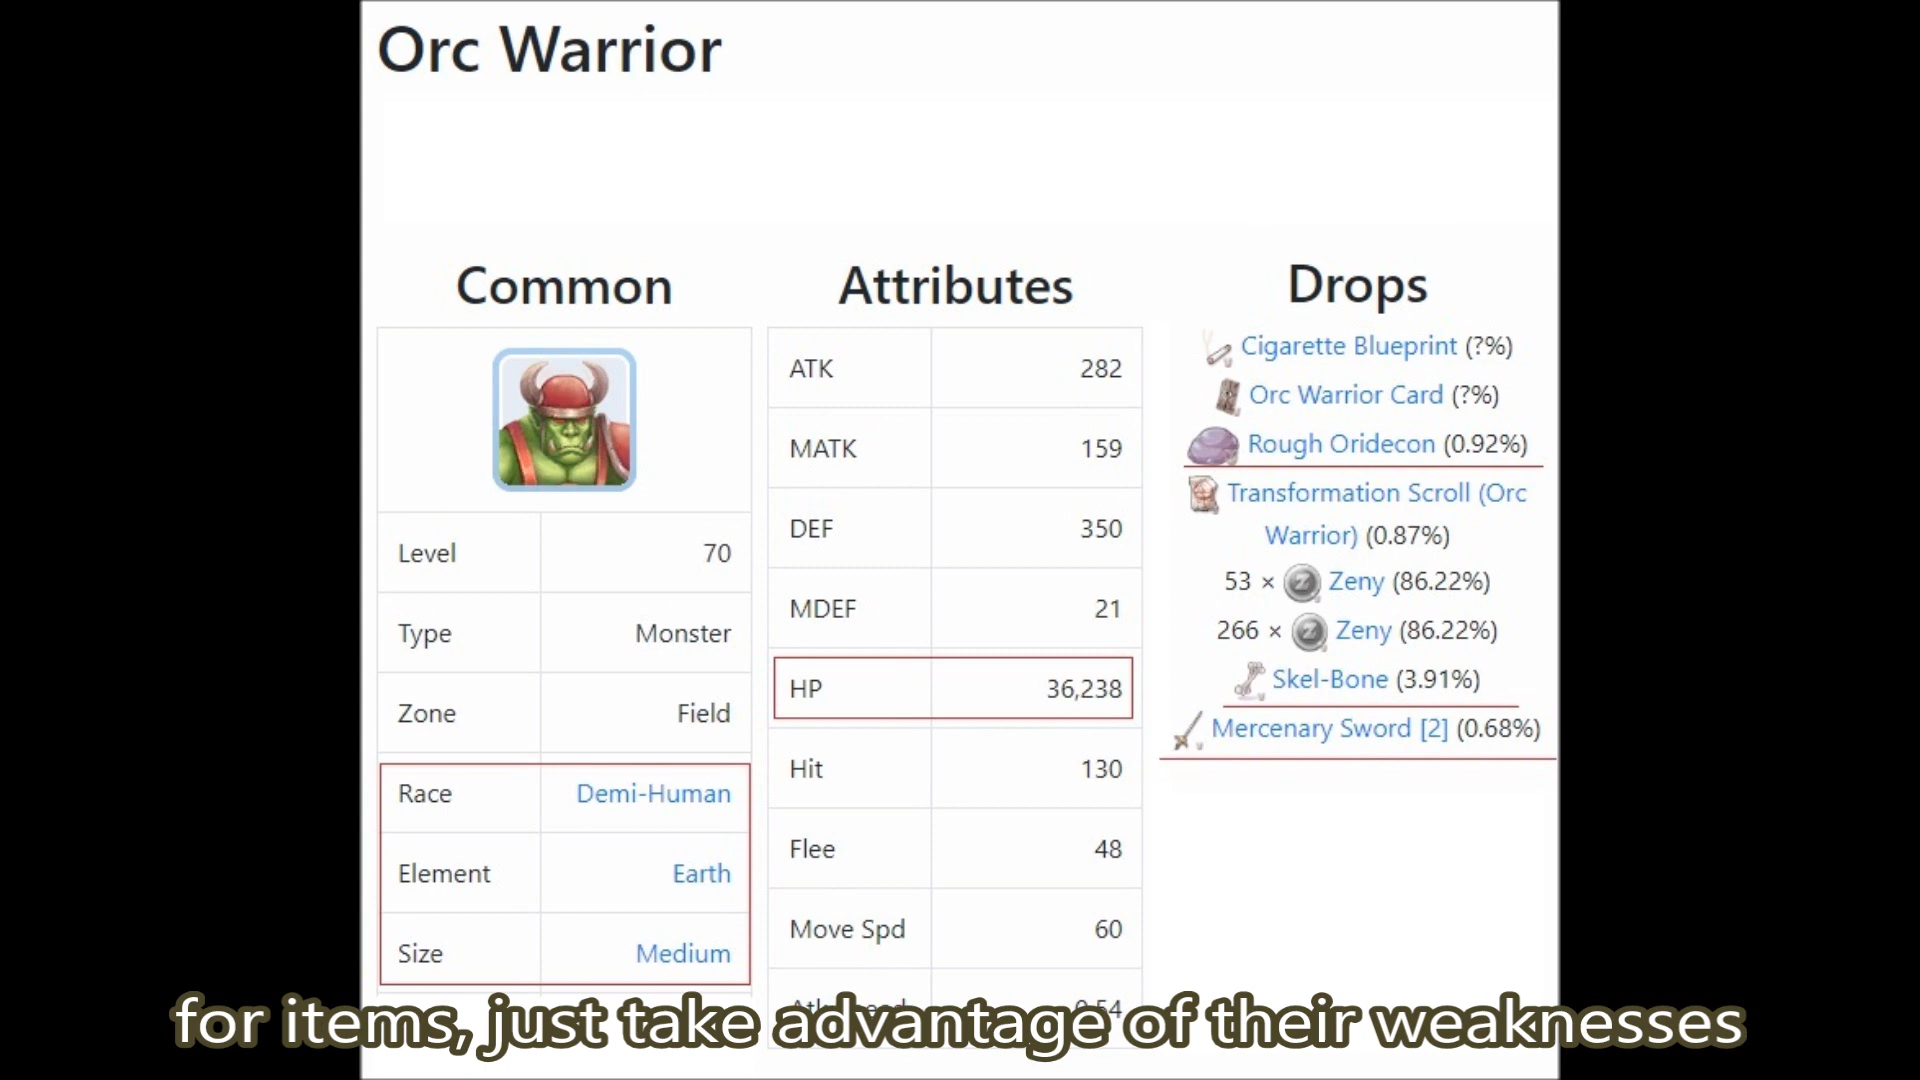 Orc Warrior
Common
Level 70
Type Monster
Zone Field
Race Demi-Human
Element Earth
Size Medium
Attributes
ATK 282
MATK 159
DEF 350
MDEF 21
HP 36,238
Hit 130
Flee 48
Move Spd 60
Drops
Cigarette Blueprint (?%)
Orc Warrior Card (?%)
Rough Oridecon (0.92%)
Transformation Scroll (Orc
Warrior) (0.87%)
53 × Zeny (86.22%)
266 × Zeny (86.22%)
Skel-Bone (3.91%)
Mercenary Sword [2] (0.68%)
for items, just take advantage of their weaknesses